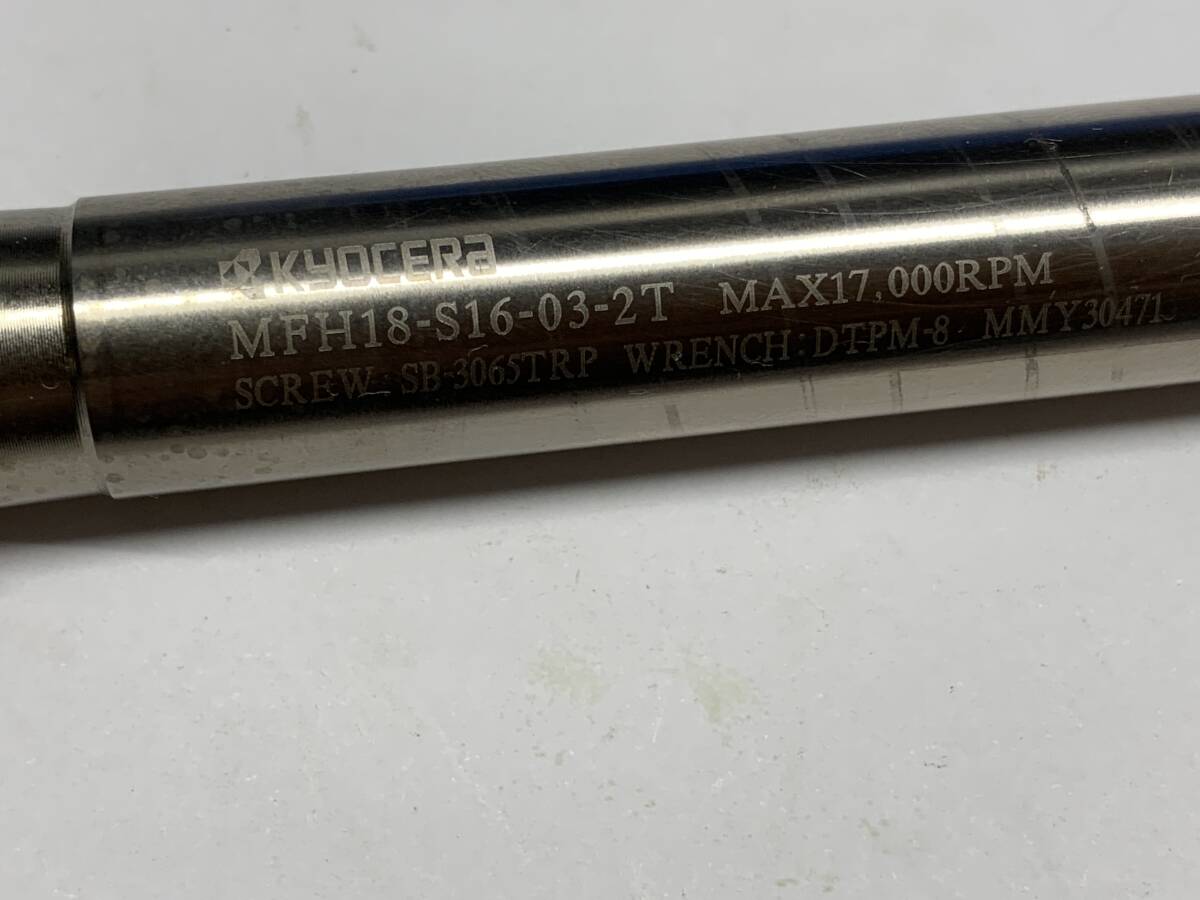 KYOCERA
MFH18-S16-03-2T MAX17,000RPM
SCREW SB-3065TRP WRENCH:DTPM-8 MMY30471